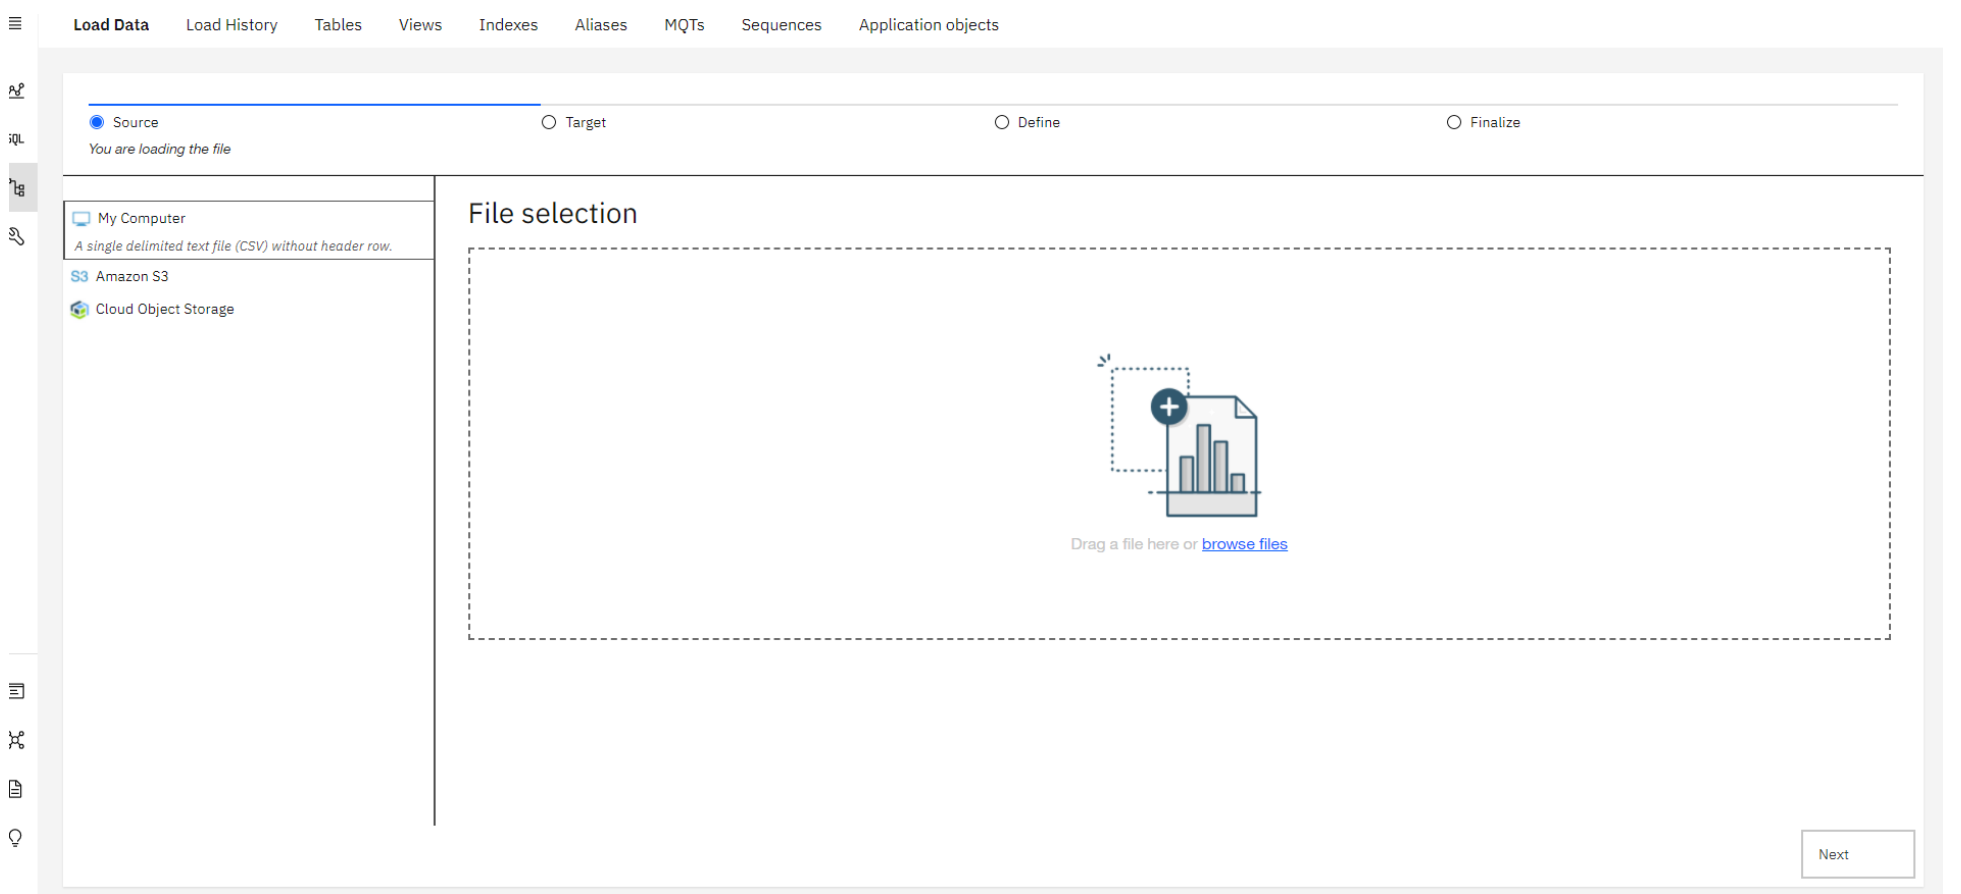 Load Data Load History Tables Views Indexes Aliases MQTs Sequences Application objects
Source Target Define Finalize
You are loading the file
SQL
My Computer
A single delimited text file (CSV) without header row.
S3 Amazon S3
Cloud Object Storage
File selection
Drag a file here or browse files
Next